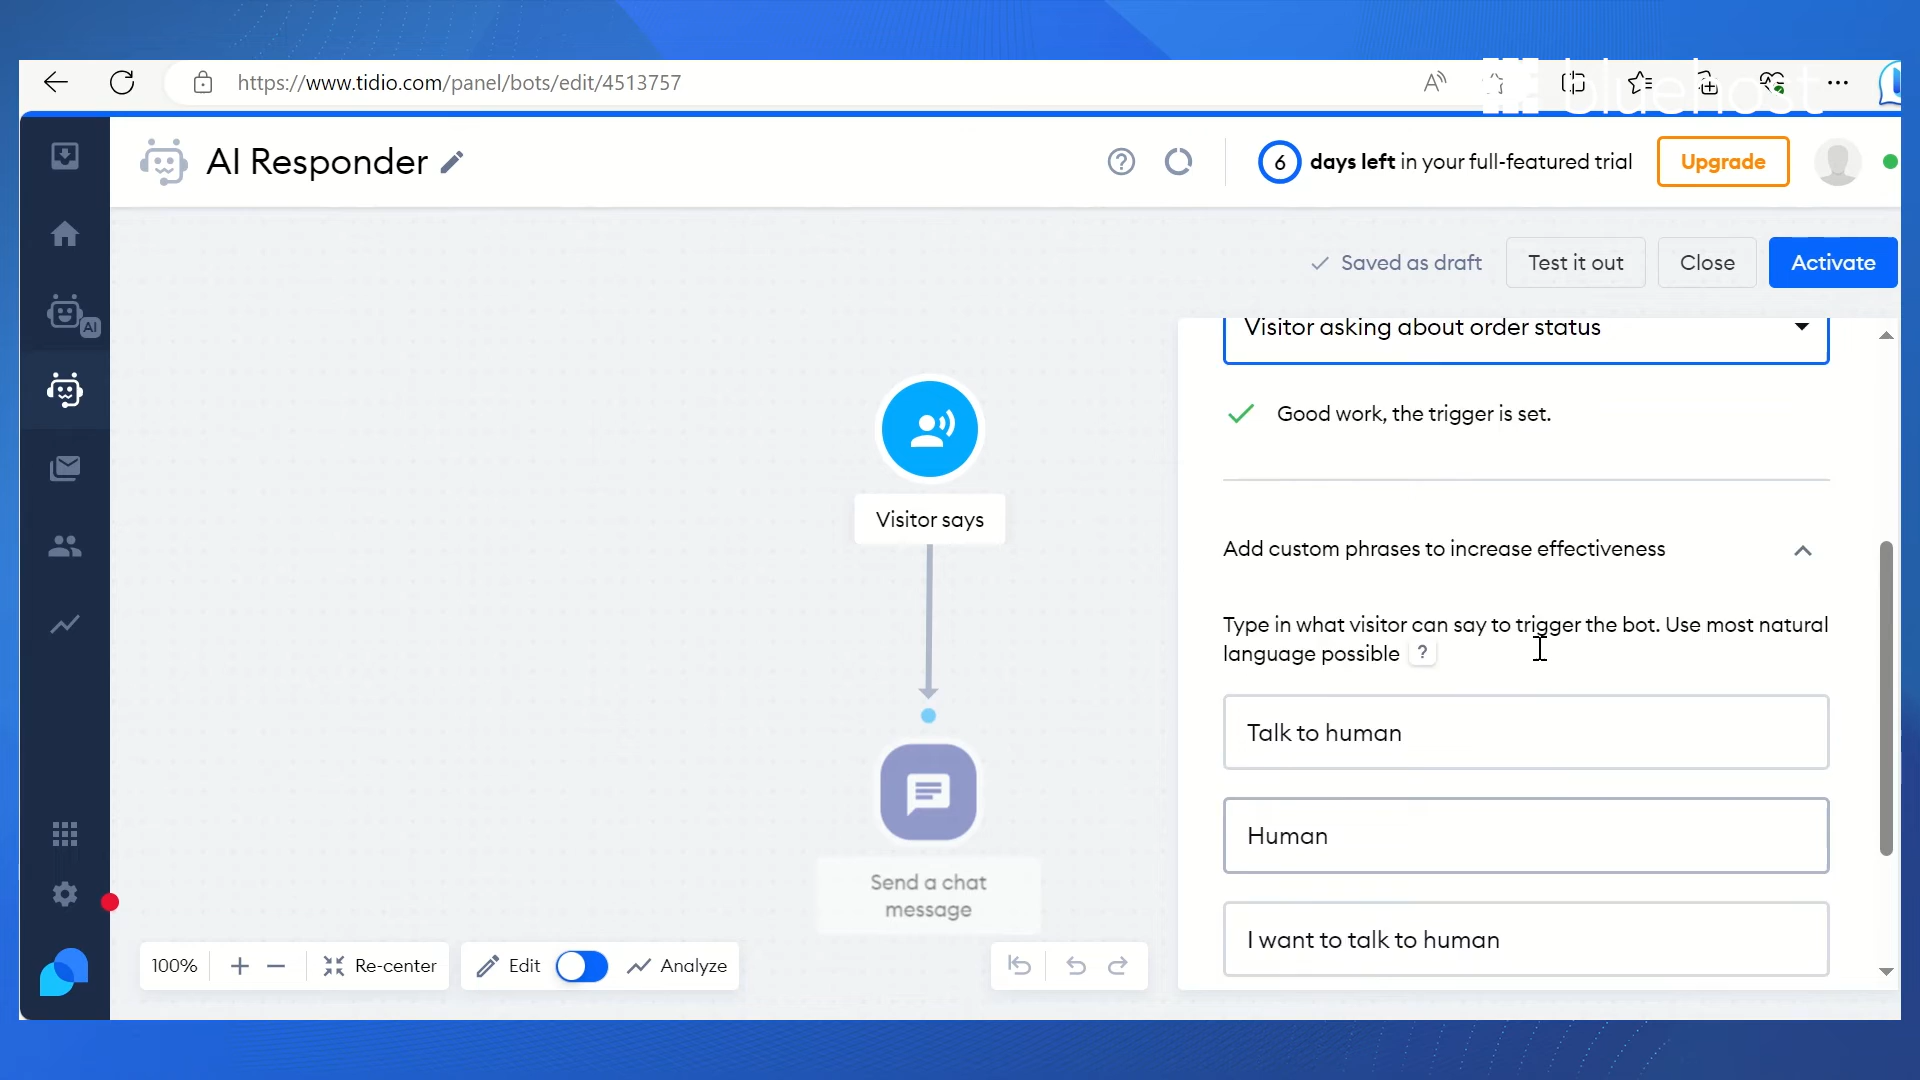 https://www.tidio.com/panel/bots/edit/4513757
bluehost
AI Responder
6 days left in your full-featured trial
Upgrade
Saved as draft
Test it out
Close
Activate
AI
Visitor asking about order status
Good work, the trigger is set.
Visitor says
Add custom phrases to increase effectiveness
Type in what visitor can say to trigger the bot. Use most natural
language possible ?
Talk to human
Human
Send a chat
message
I want to talk to human
100%
Re-center
Edit
Analyze